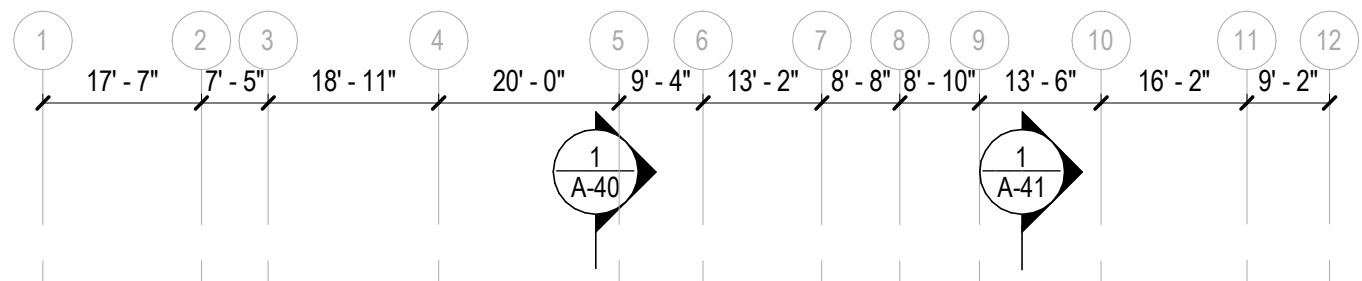 1 2 3 4 5 6 7 8 9 10 11 12
17' - 7" 7' - 5" 18' - 11" 20' - 0" 9' - 4" 13' - 2" 8' - 8" 8' - 10" 13' - 6" 16' - 2" 9' - 2"
1 1
A-40 A-41